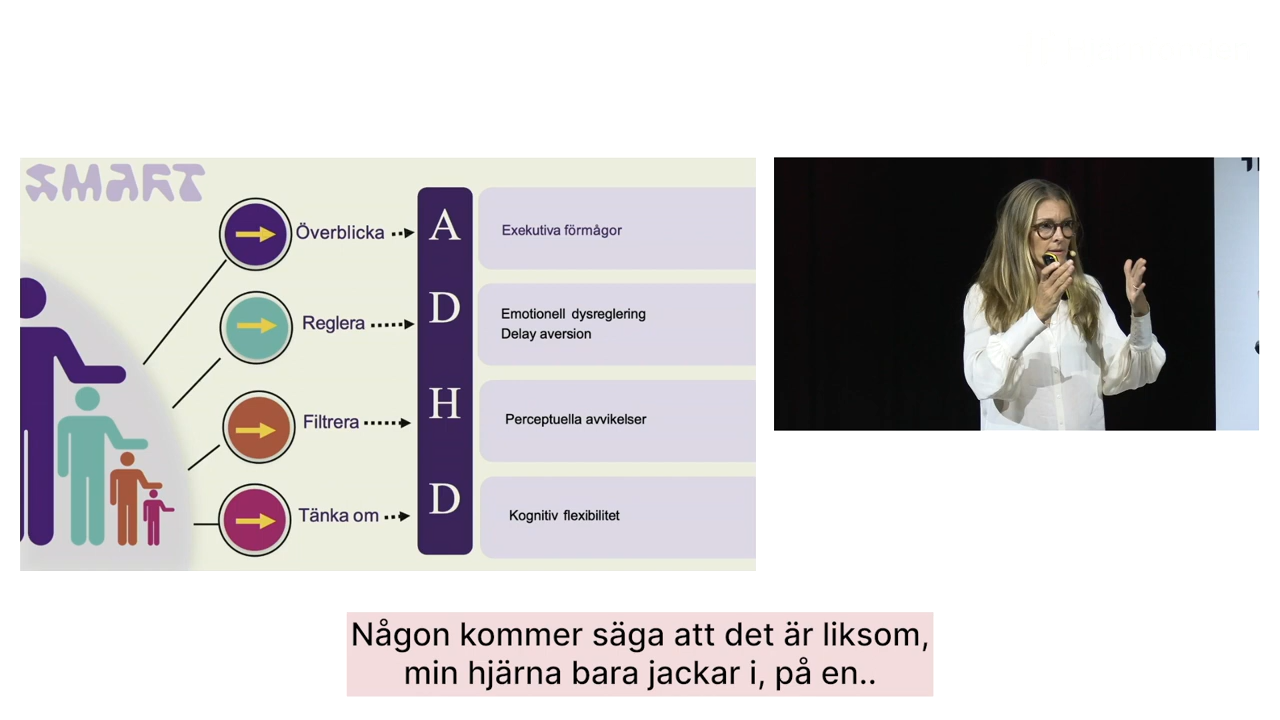 SMART
Överblicka
A
Exekutiva förmågor
Reglera
D
Emotionell dysreglering
Delay aversion
Filtrera
H
Perceptuella avvikelser
Tänka om
D
Kognitiv flexibilitet
Någon kommer säga att det är liksom,
min hjärna bara jackar i, på en..